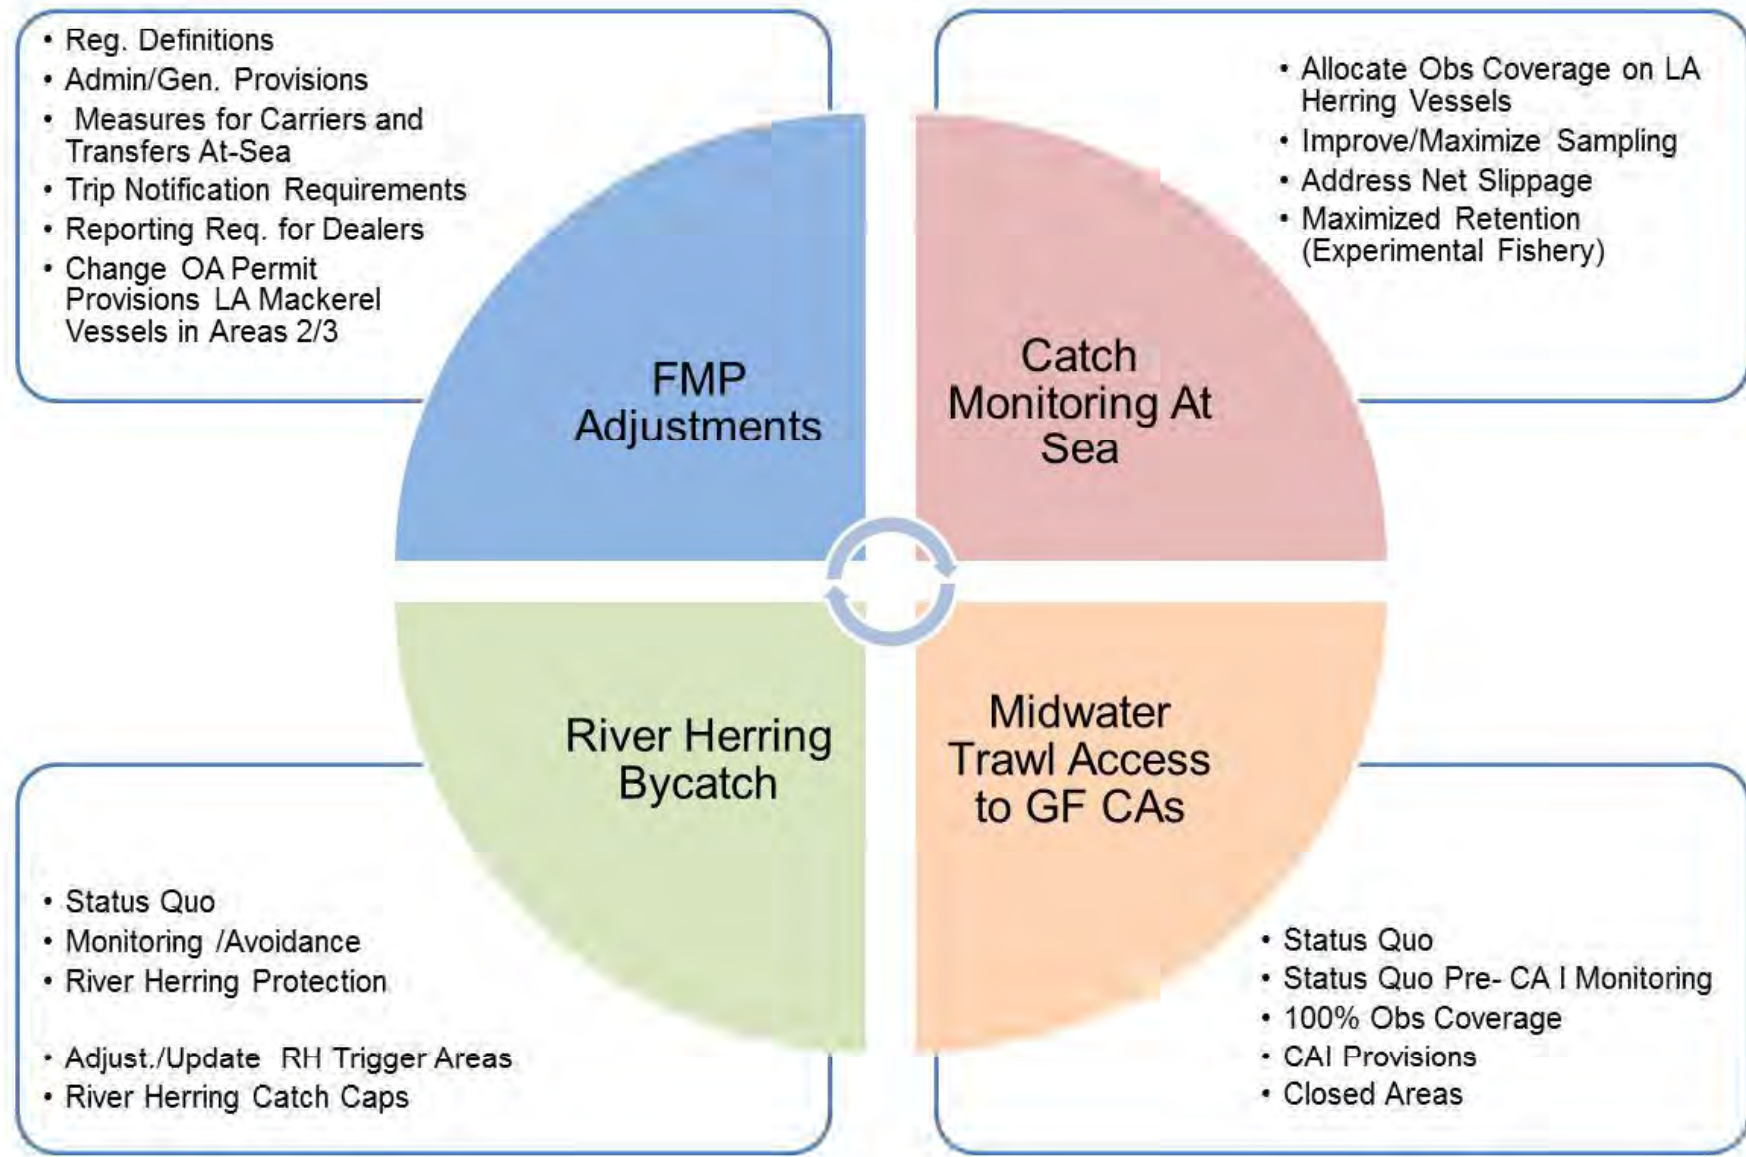 • Reg. Definitions
• Admin/Gen. Provisions
• Measures for Carriers and
Transfers At-Sea
• Trip Notification Requirements
• Reporting Req. for Dealers
• Change OA Permit
Provisions LA Mackerel
Vessels in Areas 2/3
• Allocate Obs Coverage on LA
Herring Vessels
• Improve/Maximize Sampling
• Address Net Slippage
• Maximized Retention
(Experimental Fishery)
FMP
Adjustments
Catch
Monitoring At
Sea
River Herring
Bycatch
Midwater
Trawl Access
to GF CAs
• Status Quo
• Monitoring /Avoidance
• River Herring Protection
• Adjust./Update RH Trigger Areas
• River Herring Catch Caps
• Status Quo
• Status Quo Pre- CA I Monitoring
• 100% Obs Coverage
• CAI Provisions
• Closed Areas